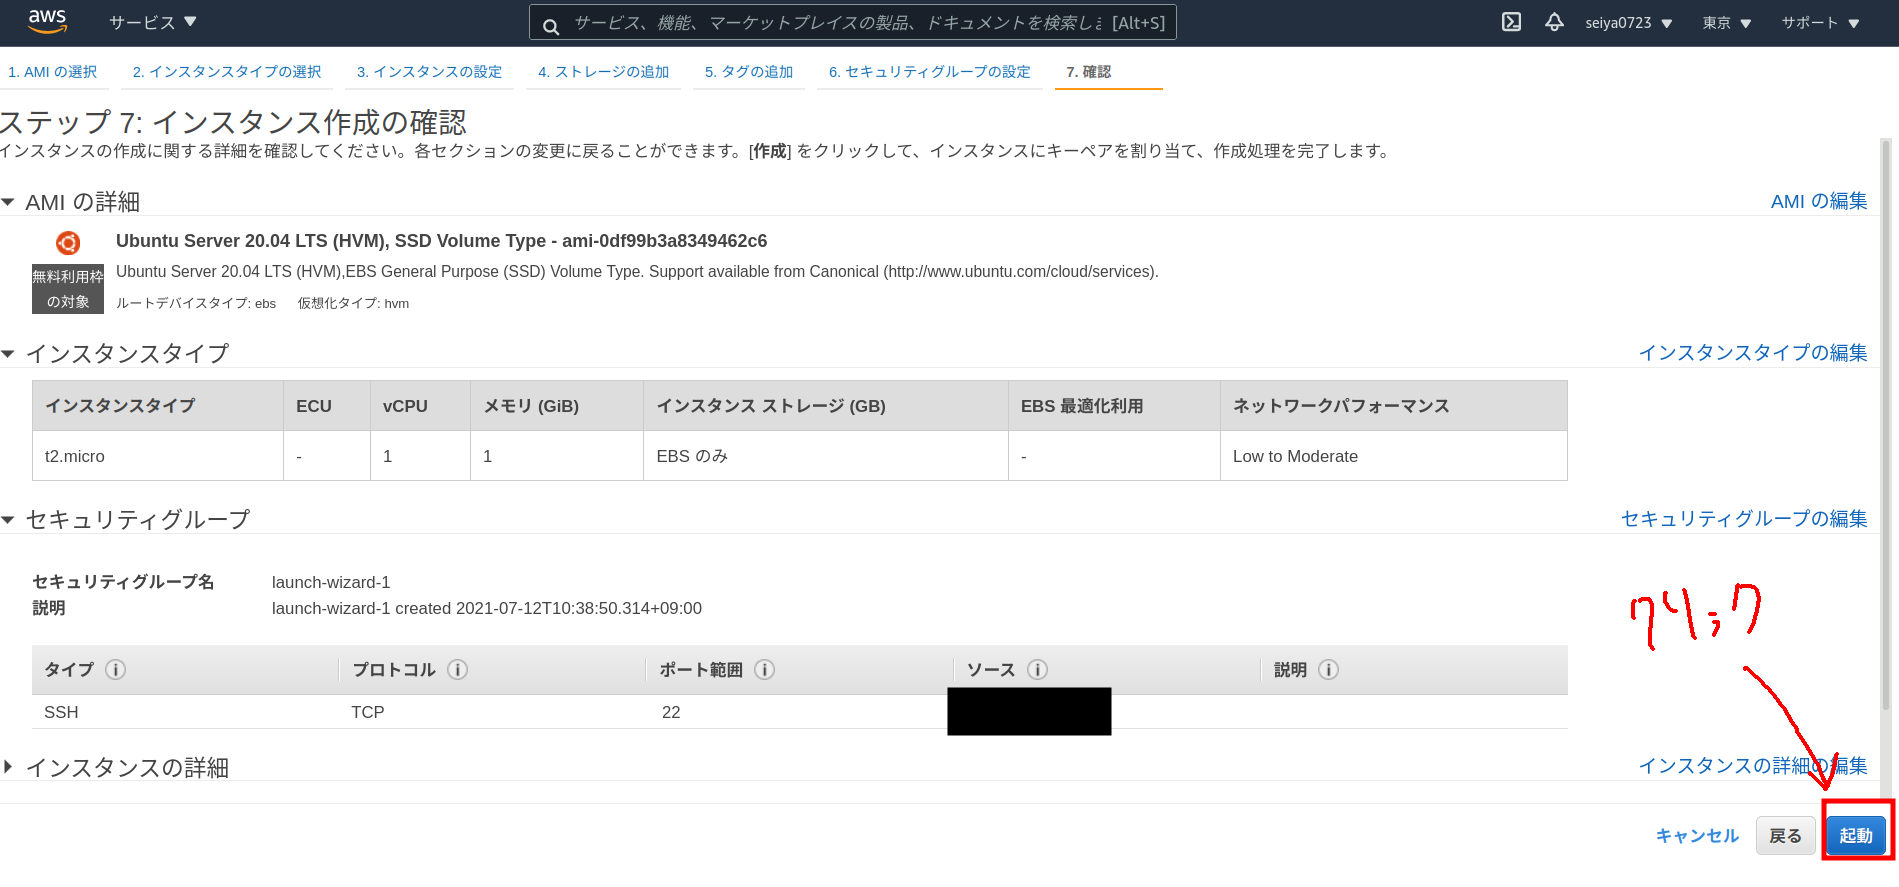 aws サービス ▼ サービス、機能、マーケットプレイスの製品、ドキュメントを検索しま [Alt+S] seiya0723 ▼ 東京 ▼ サポート ▼
1. AMI の選択 2. インスタンスタイプの選択 3. インスタンスの設定 4. ストレージの追加 5. タグの追加 6. セキュリティグループの設定 7. 確認
ステップ 7: インスタンス作成の確認
インスタンスの作成に関する詳細を確認してください。各セクションの変更に戻ることができます。[作成] をクリックして、インスタンスにキーペアを割り当て、作成処理を完了します。
AMI の詳細 AMI の編集
Ubuntu Server 20.04 LTS (HVM), SSD Volume Type - ami-0df99b3a8349462c6
無料利用枠の対象
Ubuntu Server 20.04 LTS (HVM),EBS General Purpose (SSD) Volume Type. Support available from Canonical (http://www.ubuntu.com/cloud/services).
ルートデバイスタイプ: ebs 仮想化タイプ: hvm
インスタンスタイプ インスタンスタイプの編集
インスタンスタイプ ECU vCPU メモリ (GiB) インスタンス ストレージ (GB) EBS 最適化利用 ネットワークパフォーマンス
t2.micro - 1 1 EBS のみ - Low to Moderate
セキュリティグループ セキュリティグループの編集
セキュリティグループ名 launch-wizard-1
説明 launch-wizard-1 created 2021-07-12T10:38:50.314+09:00
クリック
タイプ プロトコル ポート範囲 ソース 説明
SSH TCP 22
インスタンスの詳細 インスタンスの詳細の編集
キャンセル 戻る 起動